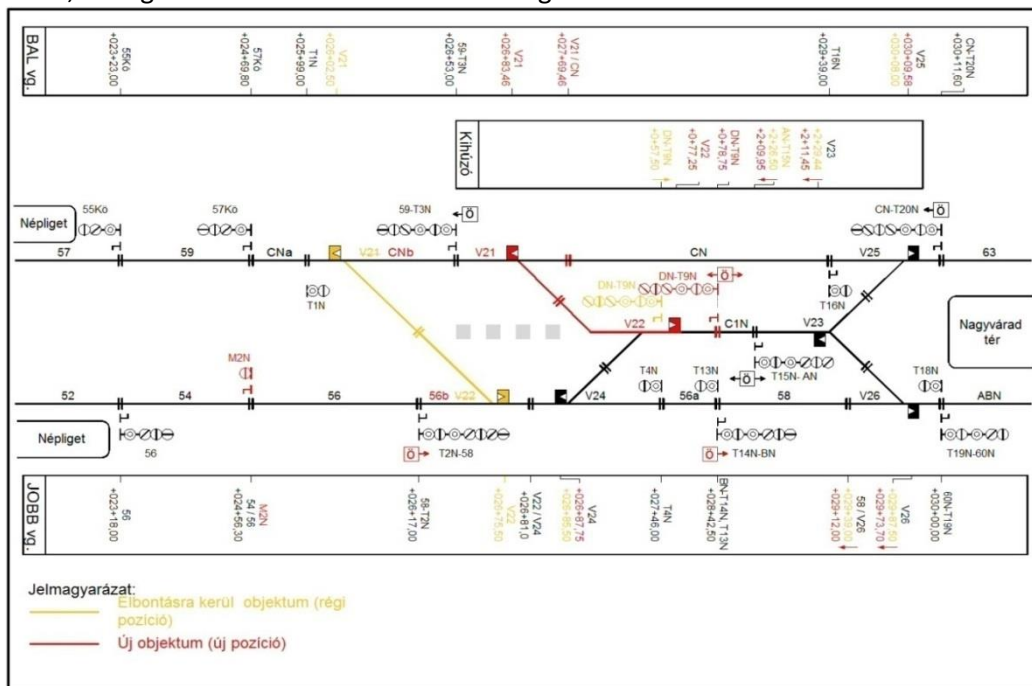 BAL vg.
55Kö
+023+23,00
57Kö
+024+69,80
T1N
+025+99,00
V21
+026+02,50
59-T3N
+026+53,00
V21
+026+83,46
V21 / CN
+027+69,46
T16N
+029+39,00
V25
+030+09,58
+030+08,00
CN-T20N
+030+11,60
Kihúzó
DN-T9N
+0+57,50
V22
+0+77,25
DN-T9N
+0+78,75
AN-T15N
+2+26,50
+2+09,95
V23
+2+29,44
+2+11,45
Népliget
55Kö
57Kö
59-T3N
Ö
CN-T20N
Ö
57
59
CNa
V21
CNb
V21
CN
V25
63
T1N
DN-T9N
DN-T9N
Ö
T16N
V22
C1N
V23
Nagyvárad
tér
M2N
T4N
T13N
Ö
T15N- AN
T18N
52
54
56
56b
V22
V24
56a
58
V26
ABN
Népliget
56
Ö
T2N-58
Ö
T14N-BN
T19N-60N
JOBB vg.
56
+023+18,00
M2N
54 / 56
+024+56,30
58-T2N
+026+17,00
V22
+026+75,50
V22 / V24
+026+81,0
V24
+026+87,75
+026+86,50
T4N
+027+46,00
BN-T14N, T13N
+028+42,50
58 / V26
+029+39,00
+029+12,00
V26
+029+87,50
+029+73,70
60N-T19N
+030+00,00
Jelmagyarázat:
Elbontásra kerül objektum (régi
pozíció)
Új objektum (új pozíció)